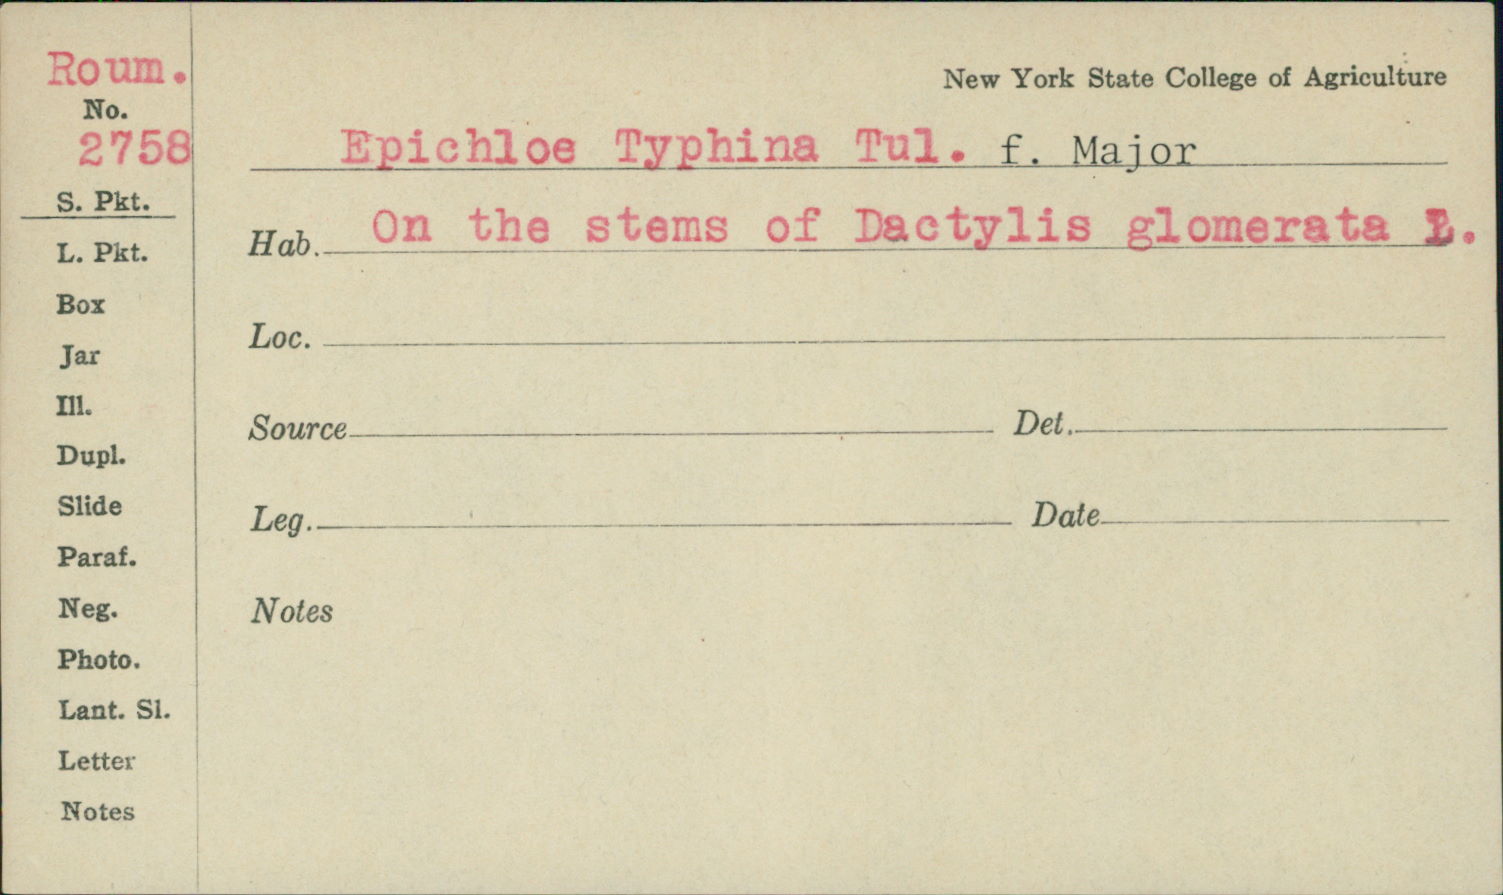 Roum.
New York State College of Agriculture
No.
2758
Epichloe Typhina Tul. f. Major
S. Pkt.
Hab. On the stems of Dactylis glomerata L.
L. Pkt.
Box
Loc.
Jar
Ill.
Source Det.
Dupl.
Slide
Leg. Date
Paraf.
Neg.
Notes
Photo.
Lant. Sl.
Letter
Notes